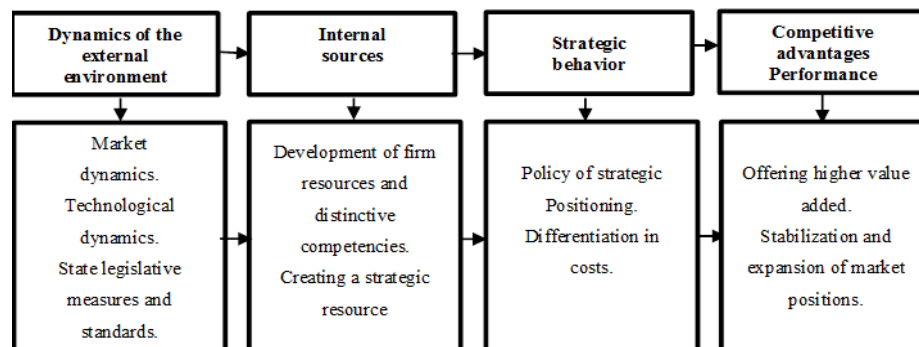 Dynamics of the
external
environment
Internal
sources
Strategic
behavior
Competitive
advantages
Performance
Market
dynamics.
Technological
dynamics.
State legislative
measures and
standards.
Development of firm
resources and
distinctive
competencies.
Creating a strategic
resource
Policy of strategic
Positioning.
Differentiation in
costs.
Offering higher value
added.
Stabilization and
expansion of market
positions.